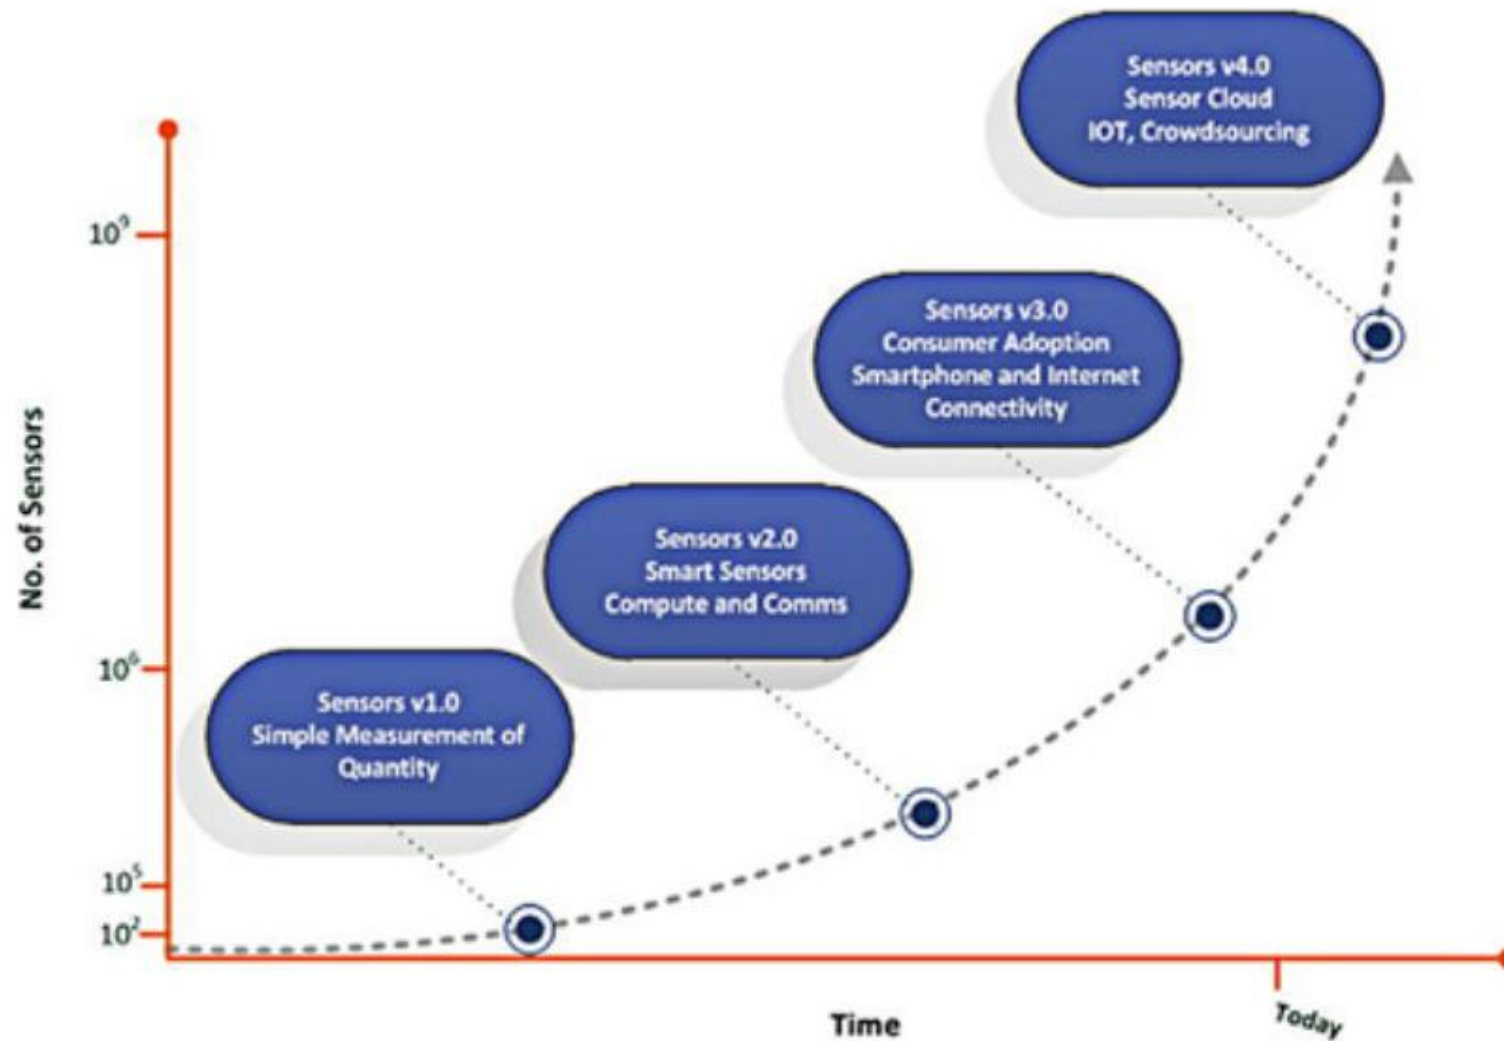 Sensors v4.0
Sensor Cloud
IOT, Crowdsourcing
10⁹
Sensors v3.0
Consumer Adoption
Smartphone and Internet
Connectivity
No. of Sensors
Sensors v2.0
Smart Sensors
Compute and Comms
10⁶
Sensors v1.0
Simple Measurement of
Quantity
10⁵
10²
Time
Today